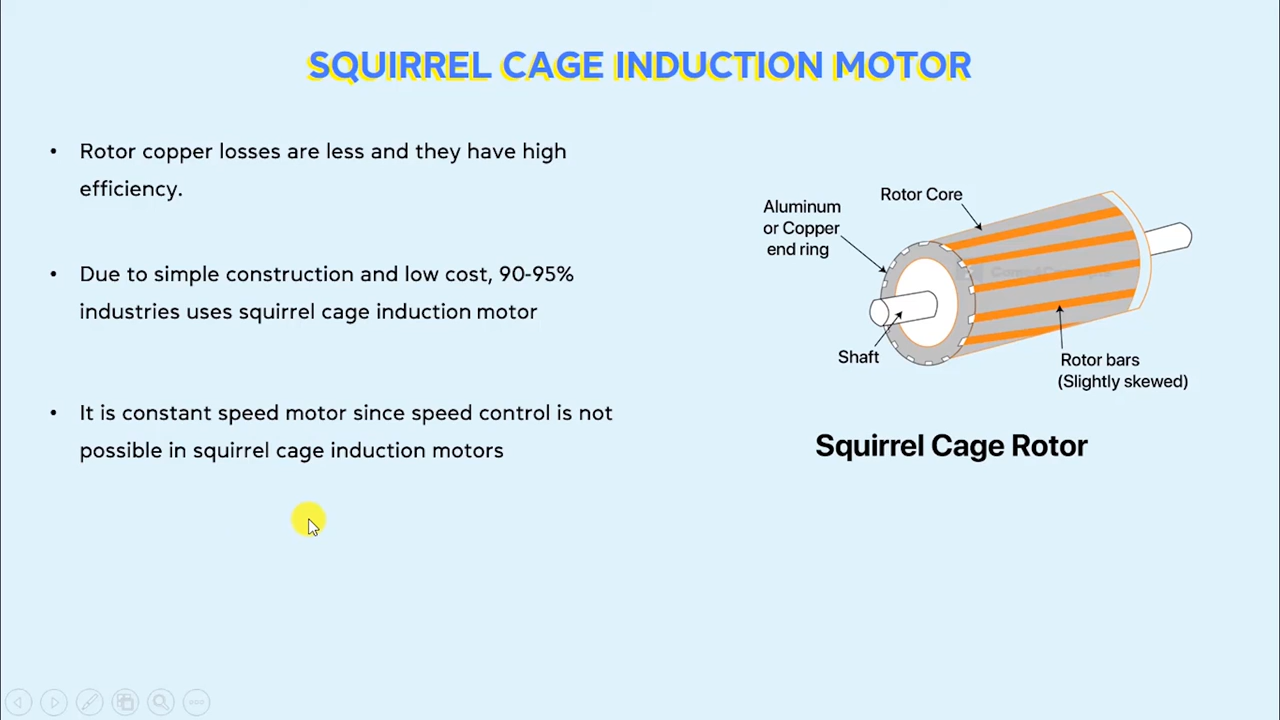 SQUIRREL CAGE INDUCTION MOTOR
• Rotor copper losses are less and they have high
efficiency.
• Due to simple construction and low cost, 90-95%
industries uses squirrel cage induction motor
• It is constant speed motor since speed control is not
possible in squirrel cage induction motors
Aluminum
or Copper
end ring
Rotor Core
Shaft
Rotor bars
(Slightly skewed)
Squirrel Cage Rotor